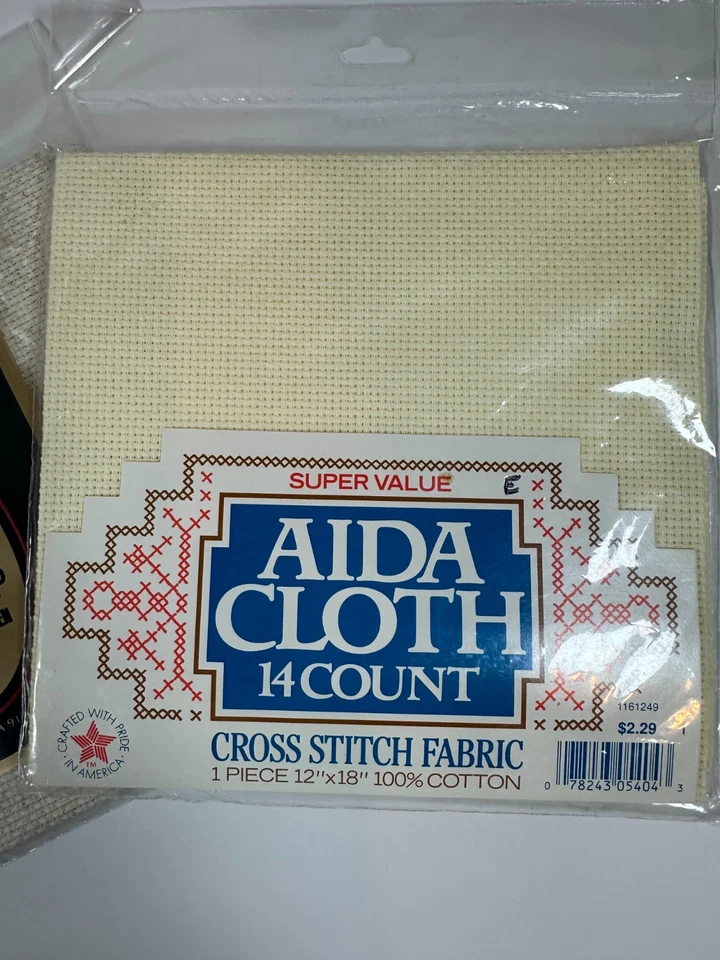 SUPER VALUE
E
AIDA
CLOTH
14 COUNT
1161249
$2.29
CROSS STITCH FABRIC
1 PIECE 12"x18" 100% COTTON
CRAFTED WITH PRIDE
TM
· IN AMERICA ·
0 78243 05404 3